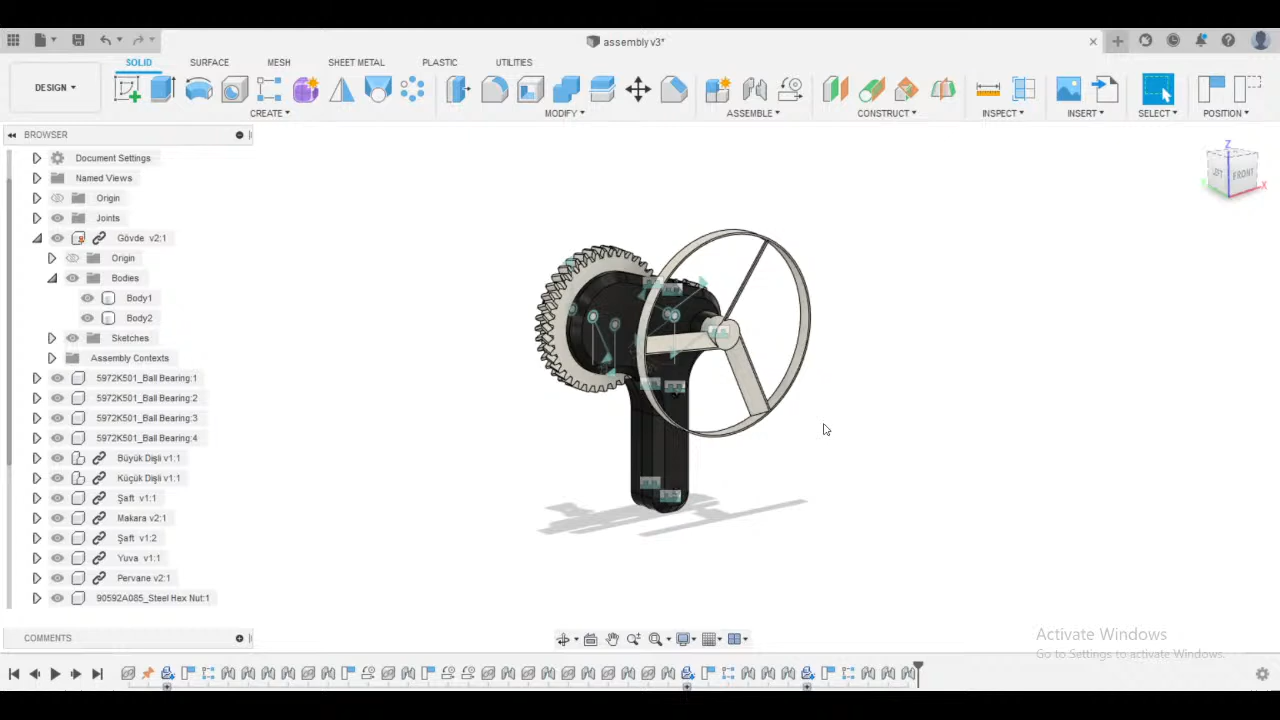 assembly v3*
SOLID SURFACE MESH SHEET METAL PLASTIC UTILITIES
DESIGN
CREATE MODIFY ASSEMBLE CONSTRUCT INSPECT INSERT SELECT POSITION
BROWSER
Document Settings
Named Views
Origin
Joints
Gövde v2:1
Origin
Bodies
Body1
Body2
Sketches
Assembly Contexts
5972K501_Ball Bearing:1
5972K501_Ball Bearing:2
5972K501_Ball Bearing:3
5972K501_Ball Bearing:4
Büyük Dişli v1:1
Küçük Dişli v1:1
Şaft v1:1
Makara v2:1
Şaft v1:2
Yuva v1:1
Pervane v2:1
90592A085_Steel Hex Nut:1
Z
LEFT FRONT
X
COMMENTS
Activate Windows
Go to Settings to activate Windows.